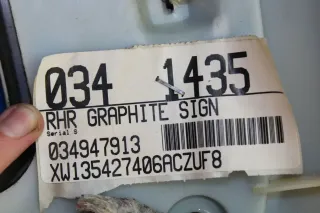 034 1435
RHR GRAPHITE SIGN
Serial S
034947913
XW135427406ACZUF8